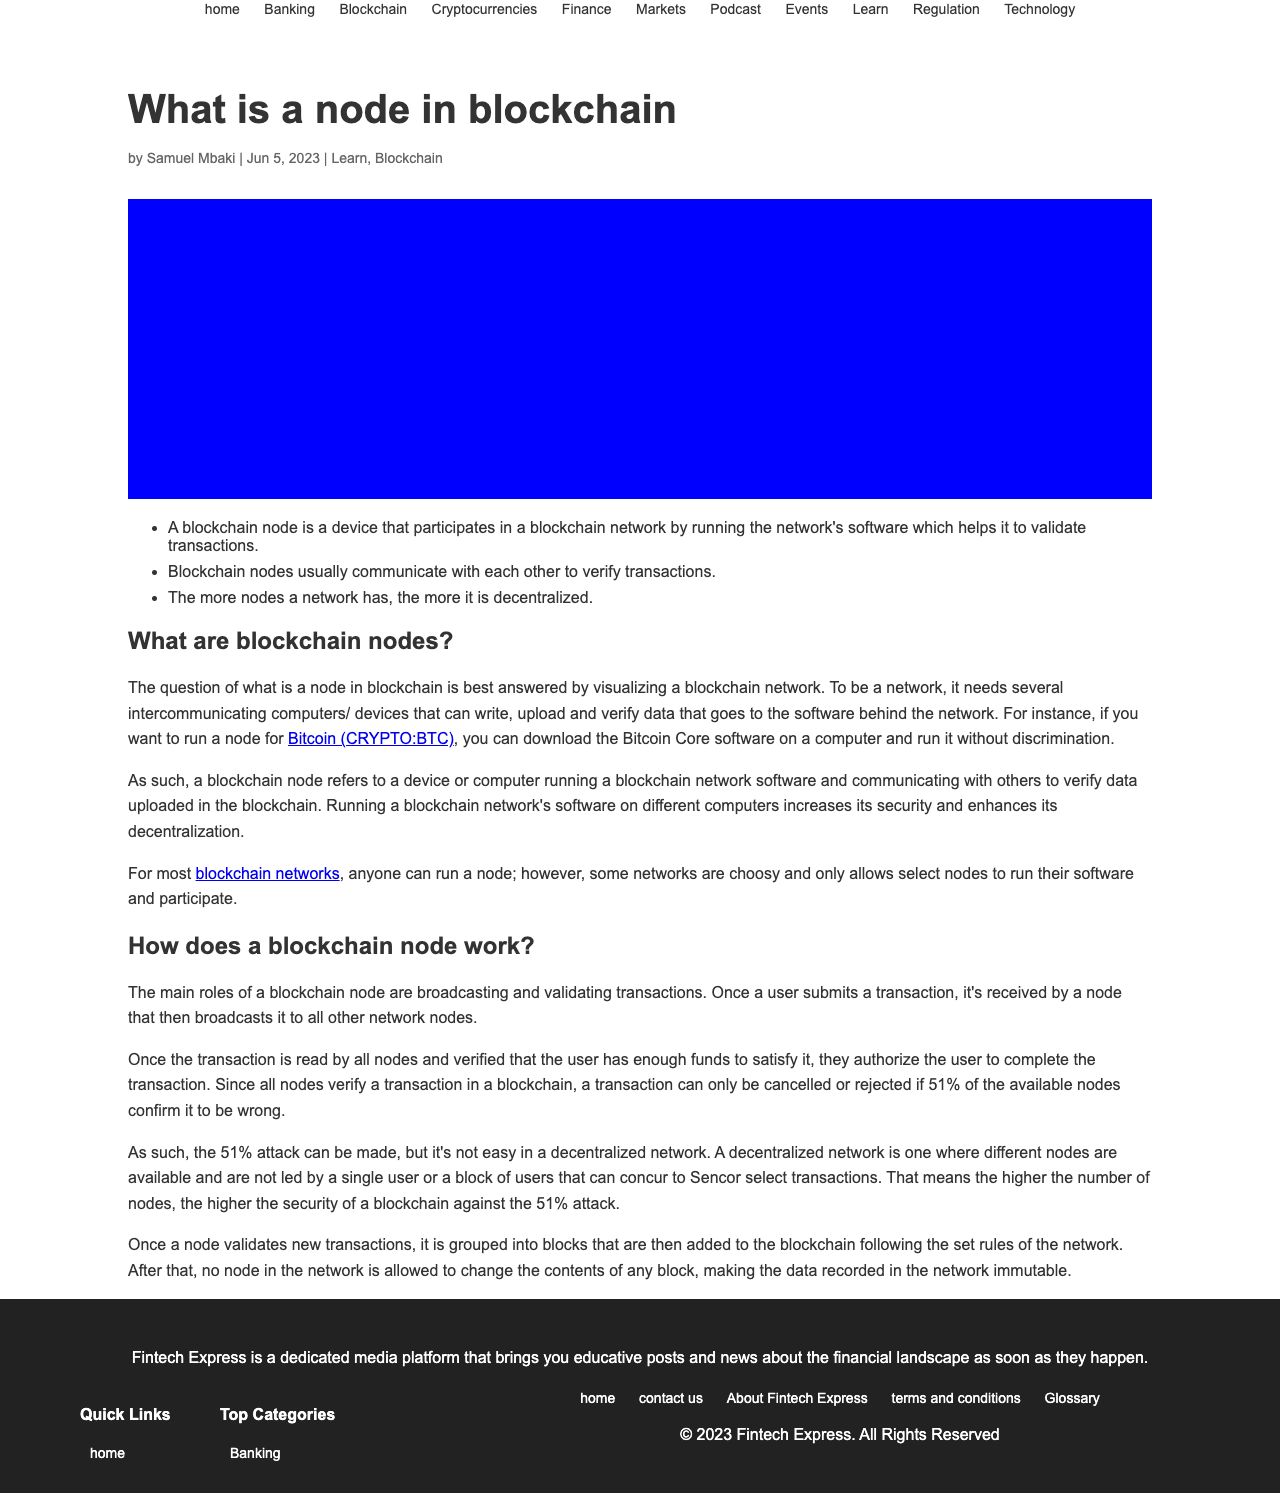 home Banking Blockchain Cryptocurrencies Finance Markets Podcast Events Learn Regulation Technology
What is a node in blockchain
by Samuel Mbaki | Jun 5, 2023 | Learn, Blockchain
• A blockchain node is a device that participates in a blockchain network by running the network's software which helps it to validate
transactions.
• Blockchain nodes usually communicate with each other to verify transactions.
• The more nodes a network has, the more it is decentralized.
What are blockchain nodes?
The question of what is a node in blockchain is best answered by visualizing a blockchain network. To be a network, it needs several
intercommunicating computers/ devices that can write, upload and verify data that goes to the software behind the network. For instance, if you
want to run a node for Bitcoin (CRYPTO:BTC), you can download the Bitcoin Core software on a computer and run it without discrimination.
As such, a blockchain node refers to a device or computer running a blockchain network software and communicating with others to verify data
uploaded in the blockchain. Running a blockchain network's software on different computers increases its security and enhances its
decentralization.
For most blockchain networks, anyone can run a node; however, some networks are choosy and only allows select nodes to run their software
and participate.
How does a blockchain node work?
The main roles of a blockchain node are broadcasting and validating transactions. Once a user submits a transaction, it's received by a node
that then broadcasts it to all other network nodes.
Once the transaction is read by all nodes and verified that the user has enough funds to satisfy it, they authorize the user to complete the
transaction. Since all nodes verify a transaction in a blockchain, a transaction can only be cancelled or rejected if 51% of the available nodes
confirm it to be wrong.
As such, the 51% attack can be made, but it's not easy in a decentralized network. A decentralized network is one where different nodes are
available and are not led by a single user or a block of users that can concur to Sencor select transactions. That means the higher the number of
nodes, the higher the security of a blockchain against the 51% attack.
Once a node validates new transactions, it is grouped into blocks that are then added to the blockchain following the set rules of the network.
After that, no node in the network is allowed to change the contents of any block, making the data recorded in the network immutable.
Fintech Express is a dedicated media platform that brings you educative posts and news about the financial landscape as soon as they happen.
Quick Links
home
Top Categories
Banking
home contact us About Fintech Express terms and conditions Glossary
© 2023 Fintech Express. All Rights Reserved